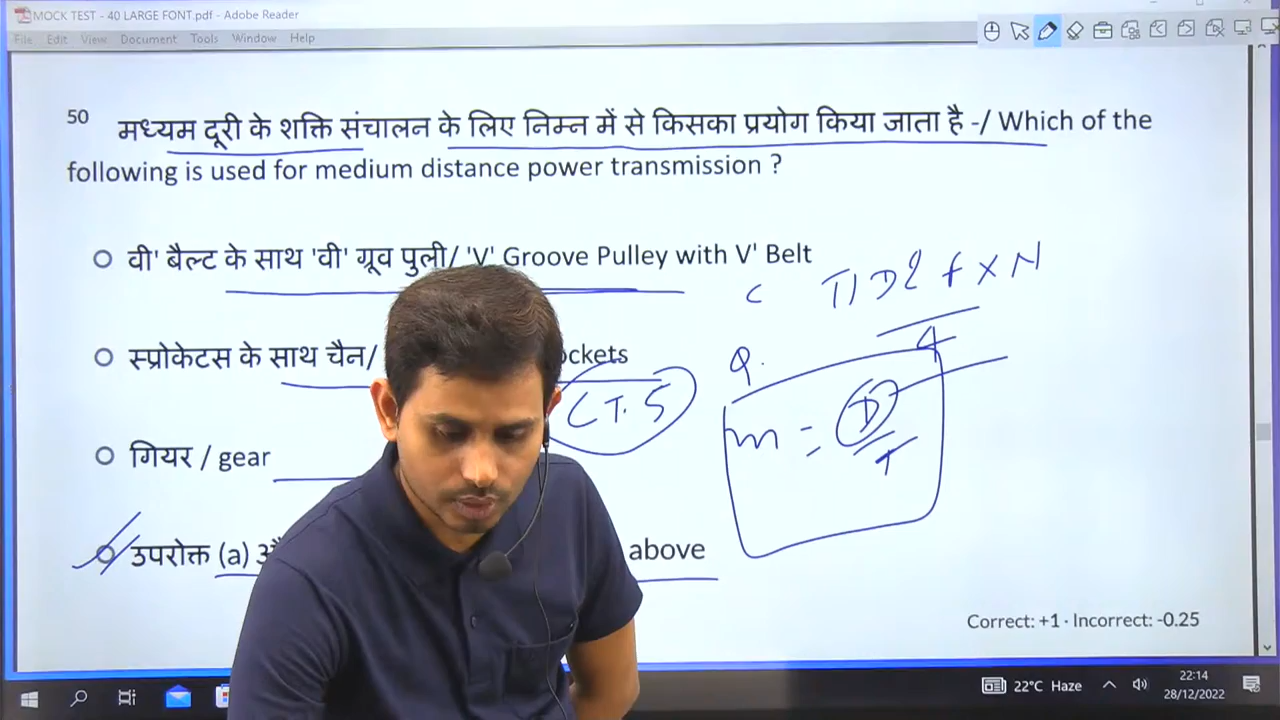 MOCK TEST - 40 LARGE FONT.pdf - Adobe Reader
File Edit View Document Tools Window Help
50
मध्यम दूरी के शक्ति संचालन के लिए निम्न में से किसका प्रयोग किया जाता है -/ Which of the
following is used for medium distance power transmission ?
वी' बैल्ट के साथ 'वी' ग्रूव पुली/ 'V' Groove Pulley with V' Belt
स्प्रोकेटस के साथ चैन/ ockets
गियर / gear
उपरोक्त (a) above
C
Q.
m = D
T
4
C T. S
Correct: +1 · Incorrect: -0.25
22°C Haze
22:14
28/12/2022